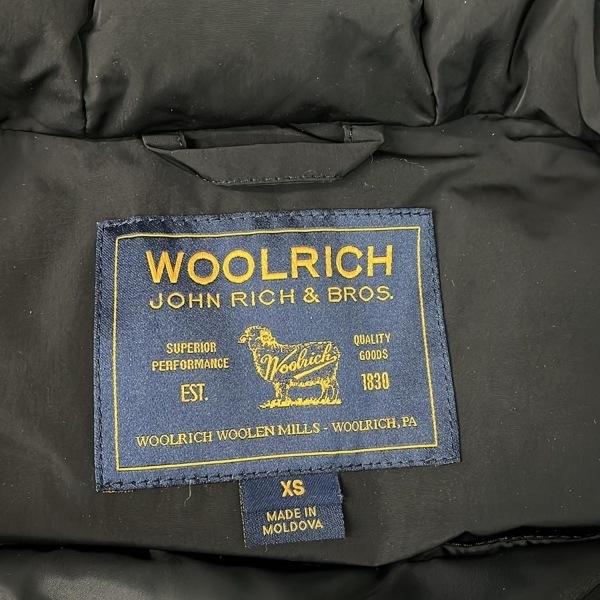 WOOLRICH
JOHN RICH & BROS.
SUPERIOR
PERFORMANCE
EST.
Woolrich
QUALITY
GOODS
1830
WOOLRICH WOOLEN MILLS - WOOLRICH, PA
XS
MADE IN
MOLDOVA